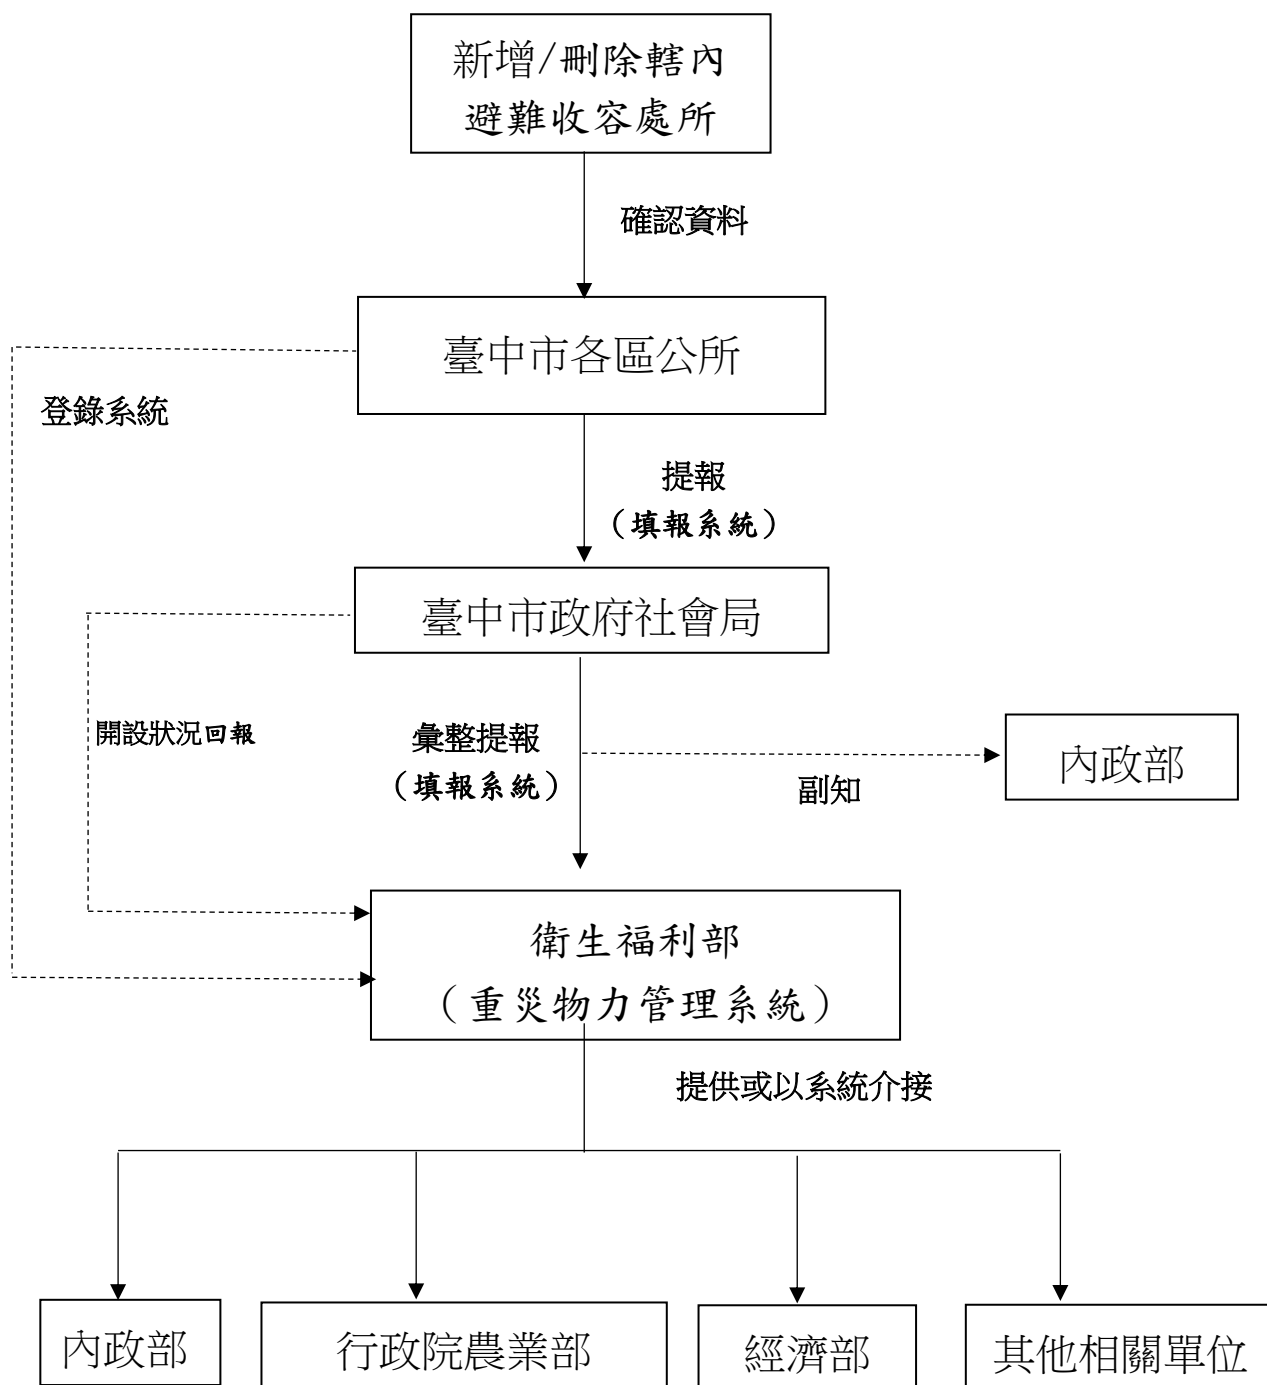 新增/刪除轄內
避難收容處所
確認資料
臺中市各區公所
登錄系統
提報
（填報系統）
臺中市政府社會局
開設狀況回報
彙整提報
（填報系統）
副知
內政部
衛生福利部
（重災物力管理系統）
提供或以系統介接
內政部
行政院農業部
經濟部
其他相關單位